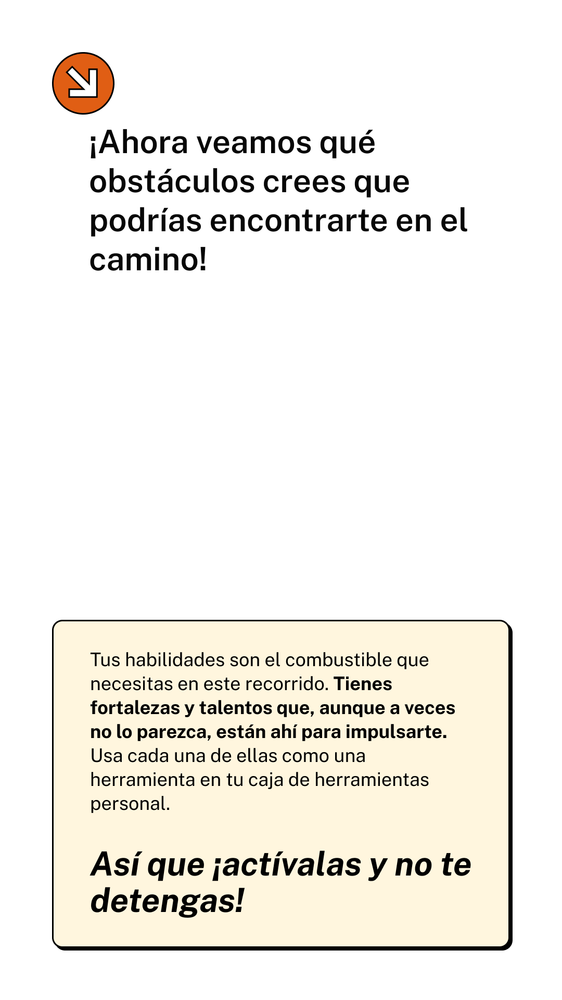 ¡Ahora veamos qué
obstáculos crees que
podrías encontrarte en el
camino!
Tus habilidades son el combustible que
necesitas en este recorrido. Tienes
fortalezas y talentos que, aunque a veces
no lo parezca, están ahí para impulsarte.
Usa cada una de ellas como una
herramienta en tu caja de herramientas
personal.
Así que ¡actívalas y no te
detengas!